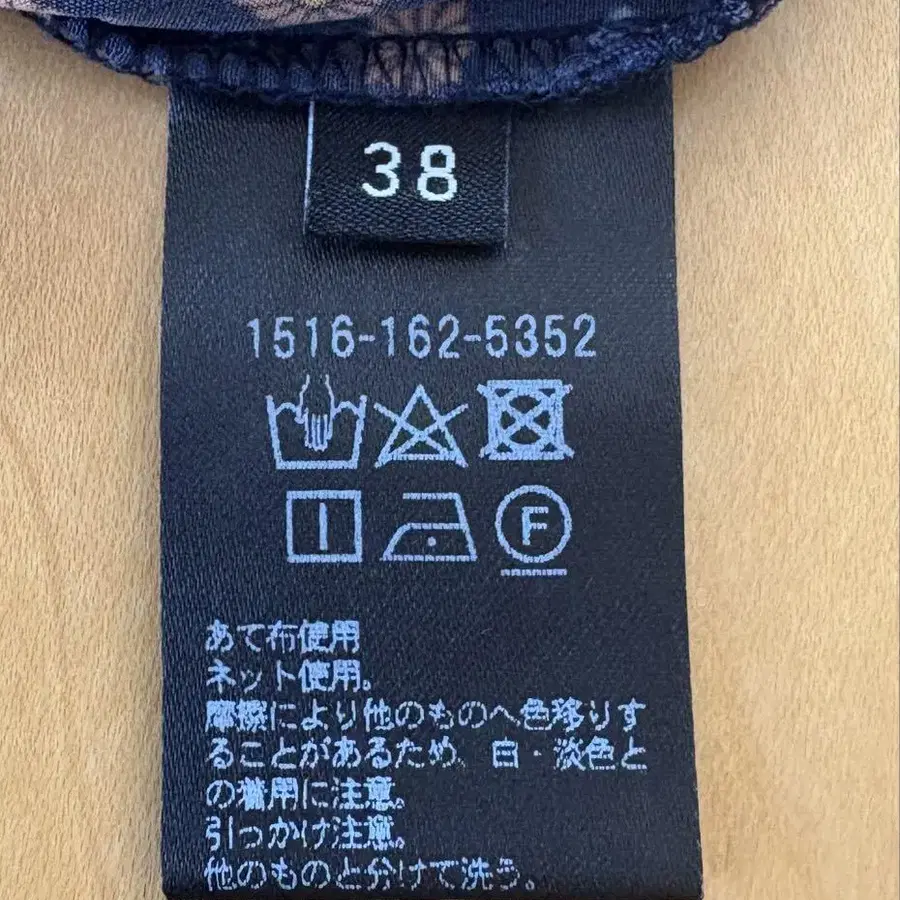 38
1516-162-5352
F
あて布使用
ネット使用。
摩擦により他のものへ色移りす
ることがあるため、白・淡色と
の着用に注意。
引っかけ注意。
他のものと分けて洗う。